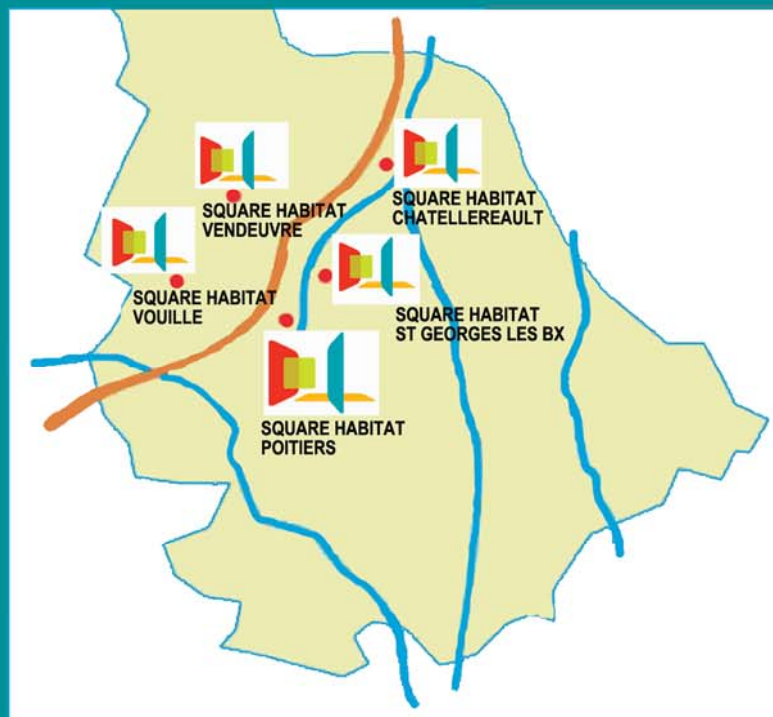 SQUARE HABITAT
VENDEUVRE
SQUARE HABITAT
CHATELLEREAULT
SQUARE HABITAT
VOUILLE
SQUARE HABITAT
ST GEORGES LES BX
SQUARE HABITAT
POITIERS